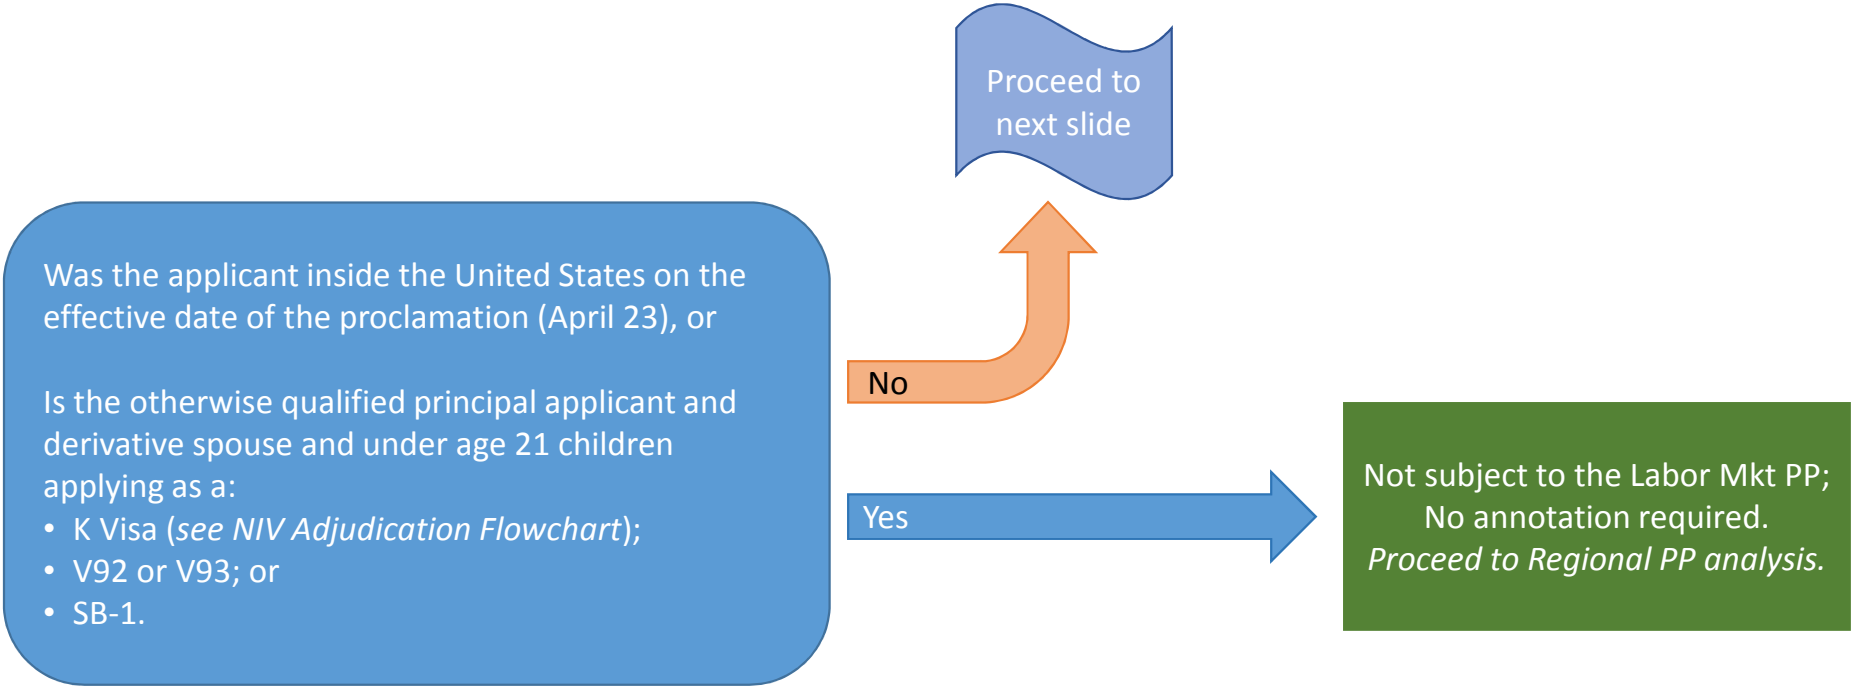 Proceed to
next slide
Was the applicant inside the United States on the
effective date of the proclamation (April 23), or
Is the otherwise qualified principal applicant and
derivative spouse and under age 21 children
applying as a:
• K Visa (see NIV Adjudication Flowchart);
• V92 or V93; or
• SB-1.
No
Yes
Not subject to the Labor Mkt PP;
No annotation required.
Proceed to Regional PP analysis.